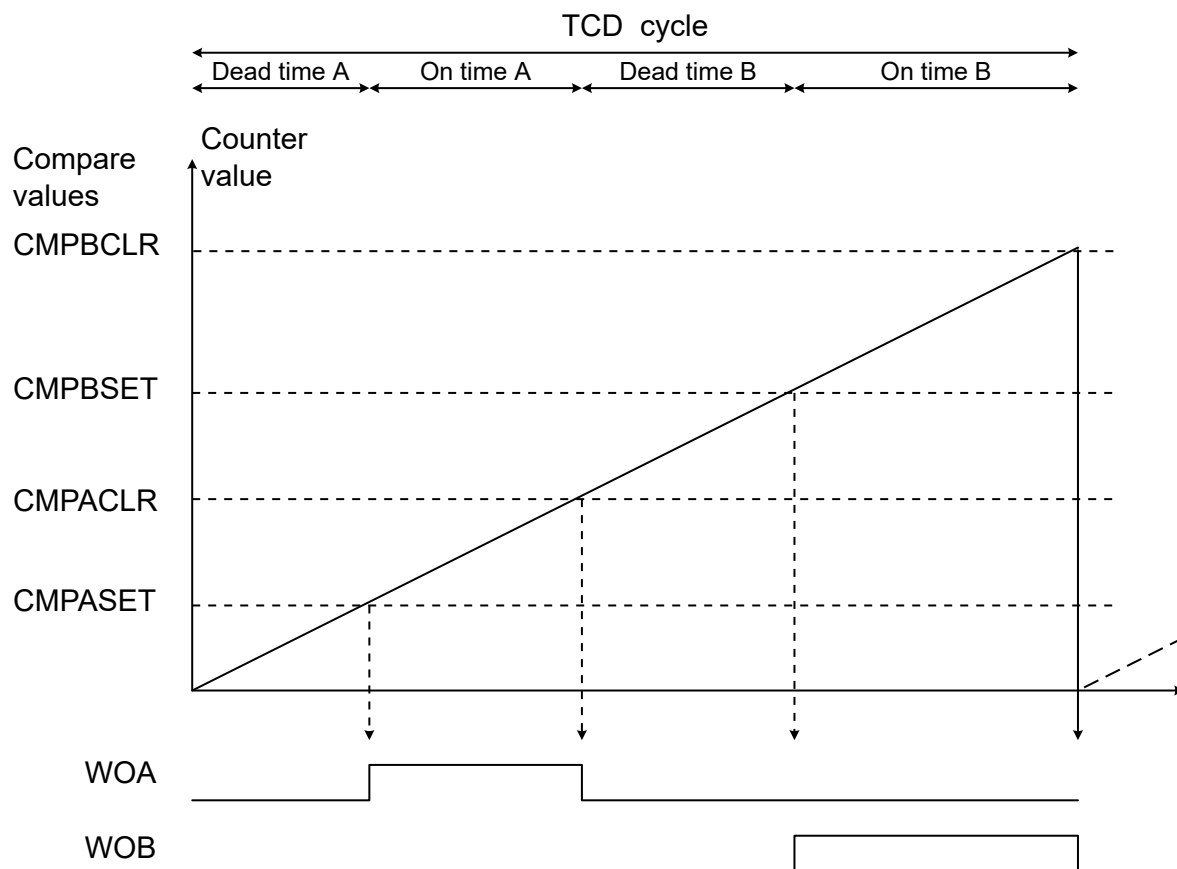 TCD cycle
Dead time A
On time A
Dead time B
On time B
Counter
value
Compare
values
CMPBCLR
CMPBSET
CMPACLR
CMPASET
WOA
WOB